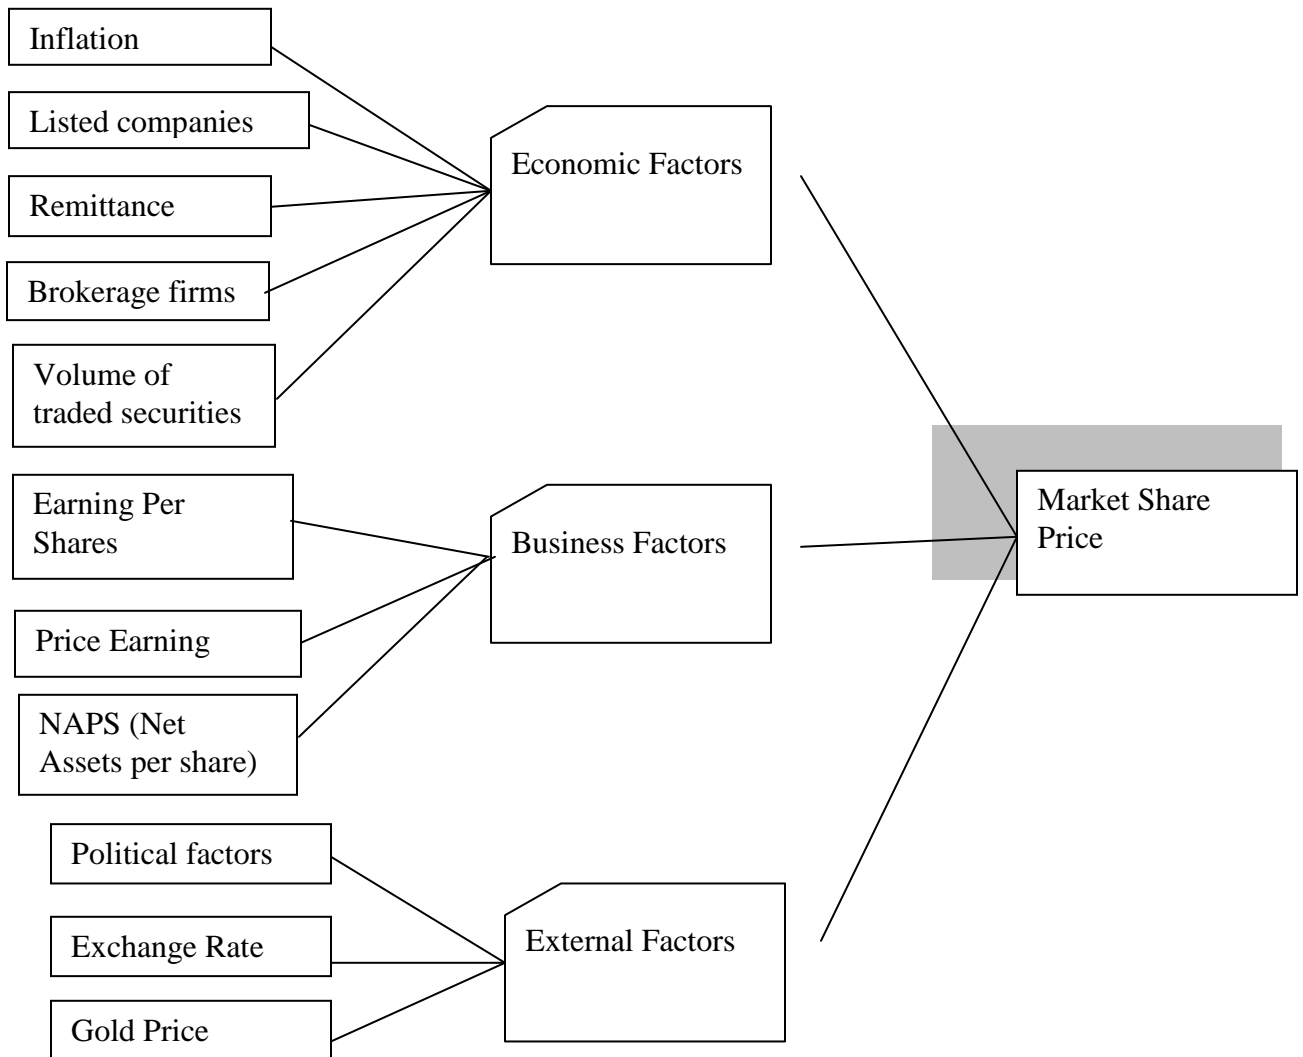 Inflation
Listed companies
Remittance
Brokerage firms
Volume of
traded securities
Economic Factors
Earning Per
Shares
Price Earning
NAPS (Net
Assets per share)
Business Factors
Market Share
Price
Political factors
Exchange Rate
Gold Price
External Factors